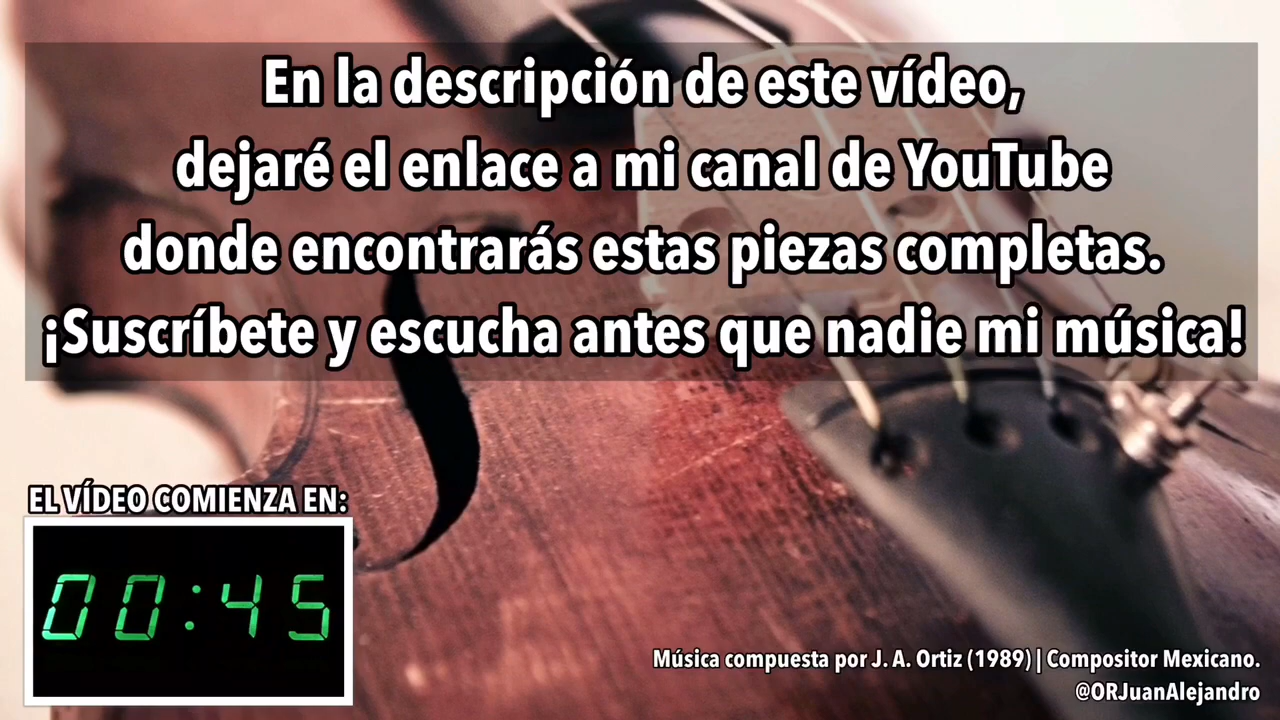 En la descripción de este vídeo,
dejaré el enlace a mi canal de YouTube
donde encontrarás estas piezas completas.
¡Suscríbete y escucha antes que nadie mi música!
EL VÍDEO COMIENZA EN:
00:45
Música compuesta por J. A. Ortiz (1989) | Compositor Mexicano.
@ORJuanAlejandro